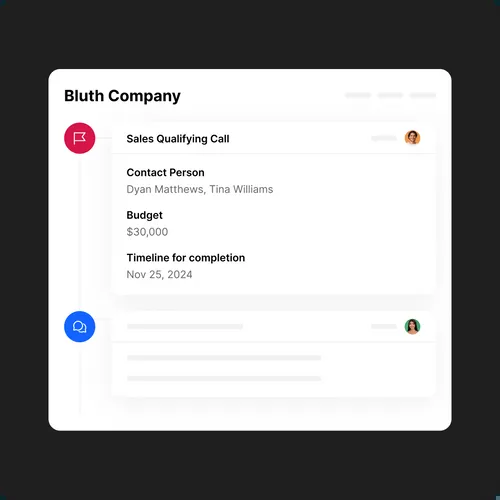 Bluth Company
Sales Qualifying Call
Contact Person
Dyan Matthews, Tina Williams
Budget
$30,000
Timeline for completion
Nov 25, 2024